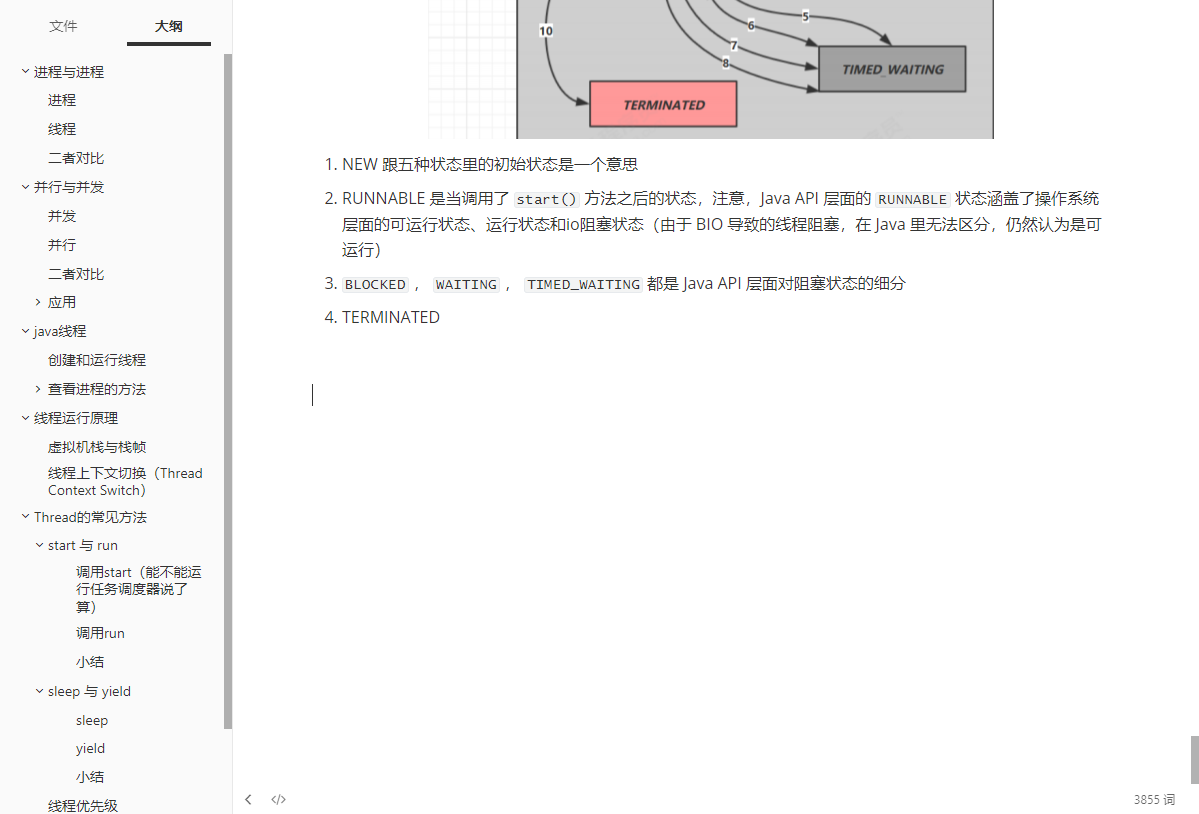 文件
大纲
进程与进程
进程
线程
二者对比
并行与并发
并发
并行
二者对比
应用
java线程
创建和运行线程
查看进程的方法
线程运行原理
虚拟机栈与栈帧
线程上下文切换（Thread
Context Switch）
Thread的常见方法
start 与 run
调用start（能不能运
行任务调度器说了
算）
调用run
小结
sleep 与 yield
sleep
yield
小结
线程优先级
5
10
6
7
8
TIMED_WAITING
TERMINATED
1. NEW 跟五种状态里的初始状态是一个意思
2. RUNNABLE 是当调用了 start() 方法之后的状态，注意，Java API 层面的 RUNNABLE 状态涵盖了操作系统
层面的可运行状态、运行状态和io阻塞状态（由于 BIO 导致的线程阻塞，在 Java 里无法区分，仍然认为是可
运行）
3. BLOCKED ， WAITING ， TIMED_WAITING 都是 Java API 层面对阻塞状态的细分
4. TERMINATED
</>
3855 词